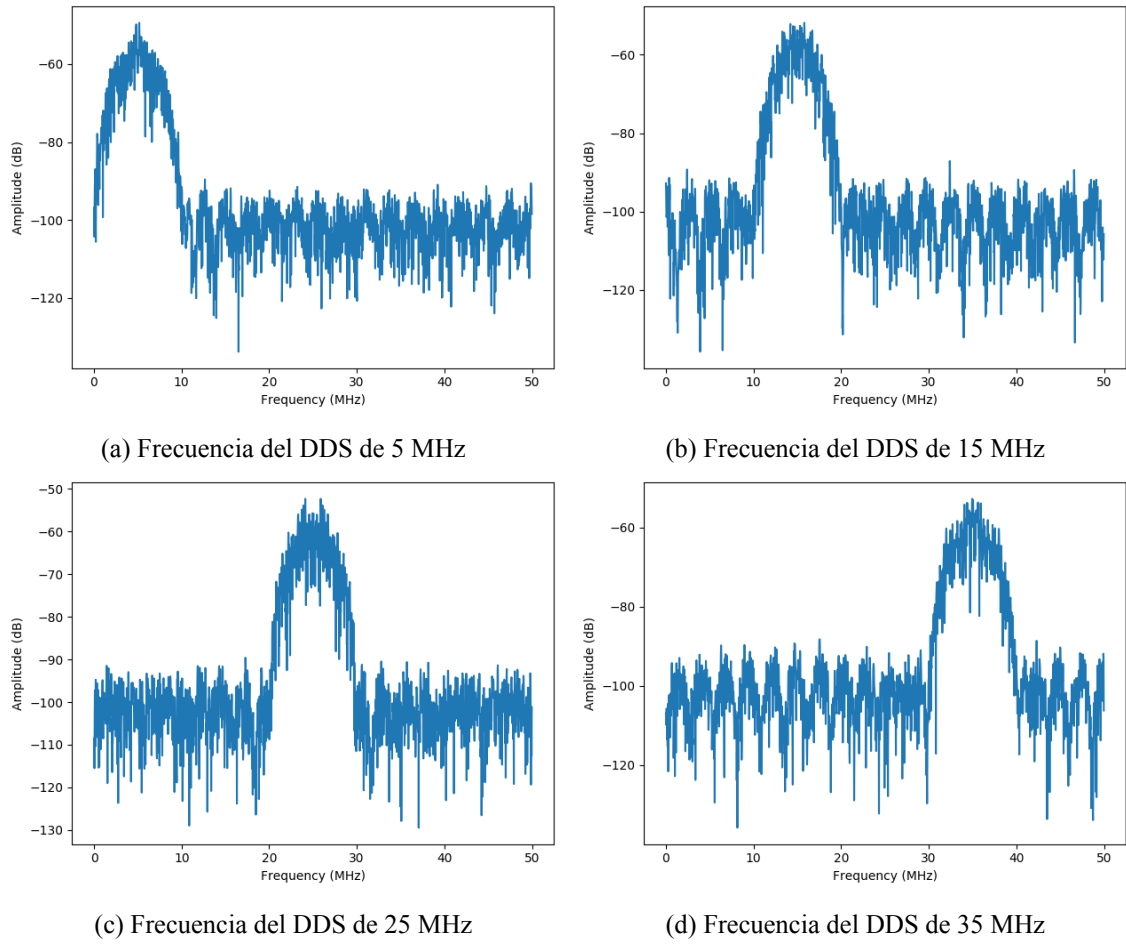 −60
−80
−100
−120
Amplitude (dB)
0 10 20 30 40 50
Frequency (MHz)
(a) Frecuencia del DDS de 5 MHz
−60
−80
−100
−120
Amplitude (dB)
0 10 20 30 40 50
Frequency (MHz)
(b) Frecuencia del DDS de 15 MHz
−50
−60
−70
−80
−90
−100
−110
−120
−130
Amplitude (dB)
0 10 20 30 40 50
Frequency (MHz)
(c) Frecuencia del DDS de 25 MHz
−60
−80
−100
−120
Amplitude (dB)
0 10 20 30 40 50
Frequency (MHz)
(d) Frecuencia del DDS de 35 MHz